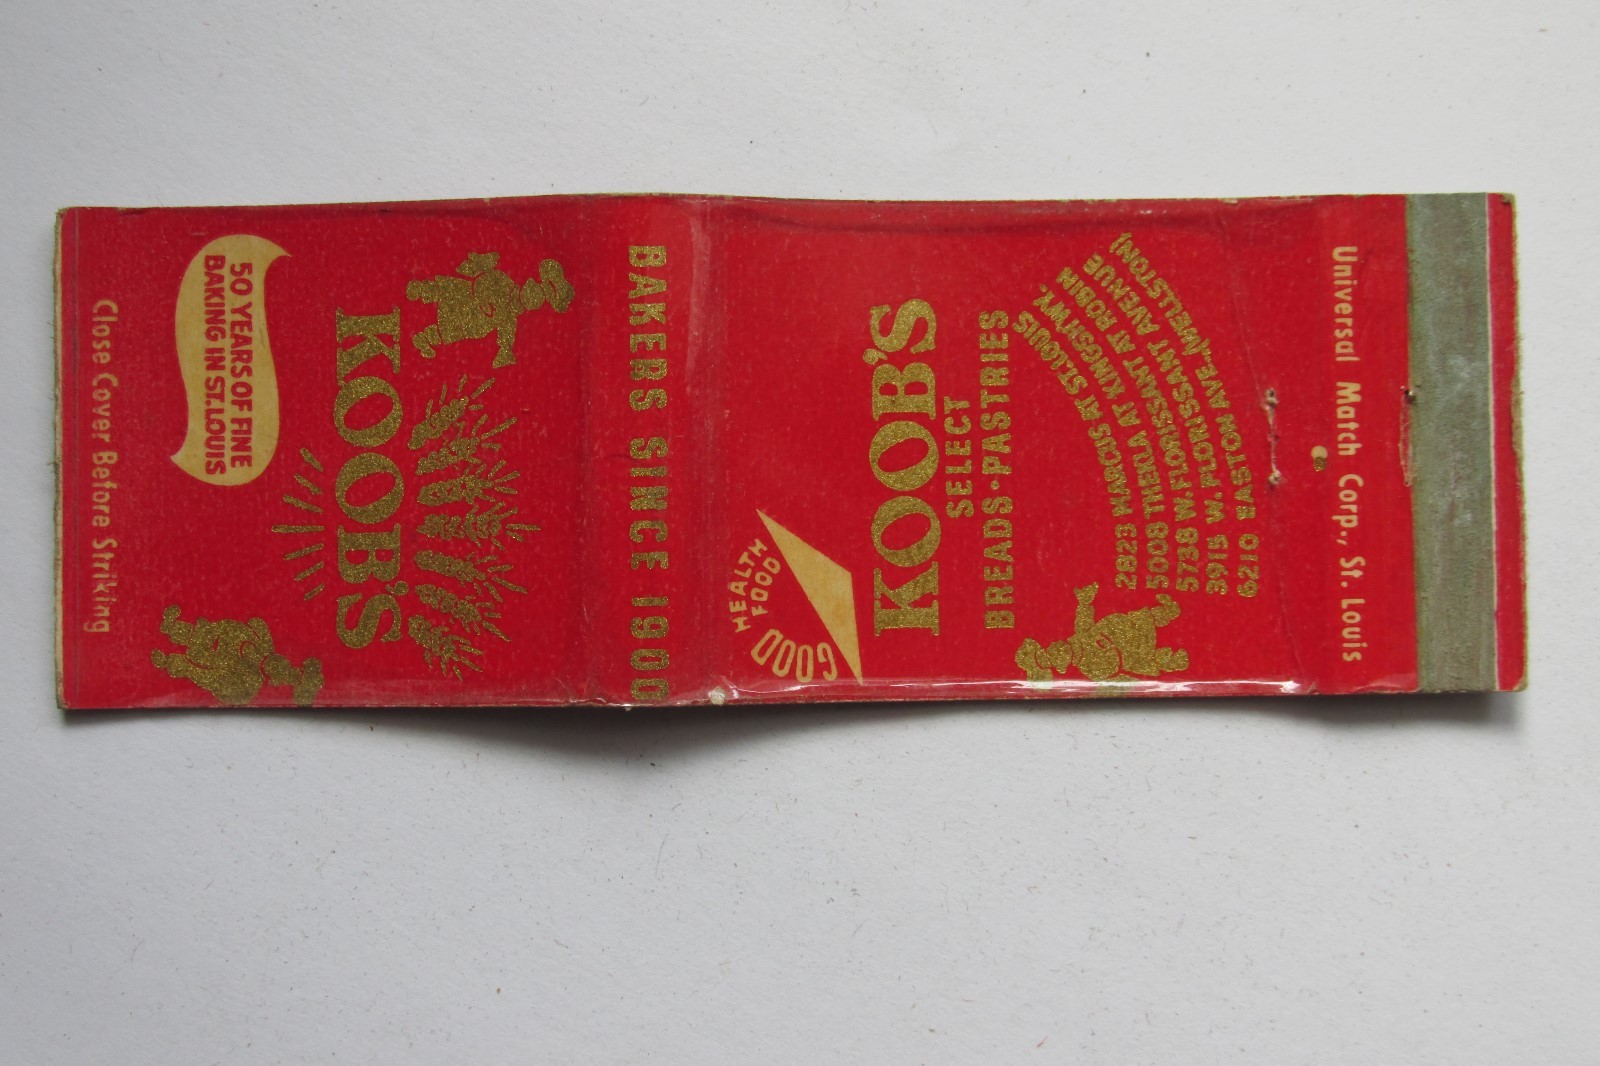 Close Cover Before Striking
50 YEARS OF FINE
BAKING IN ST. LOUIS
KOOB'S
BAKERS SINCE 1900
GOOD
HEALTH
FOOD
KOOB'S
SELECT
BREADS • PASTRIES
2823 MARCUS AT ST. LOUIS
5008 THEKLA AT KINGSHWY.
5738 W. FLORISSANT AT ROBIN
3915 W. FLORISSANT AVENUE
6210 EASTON AVE. (WELLSTON)
Universal Match Corp., St. Louis